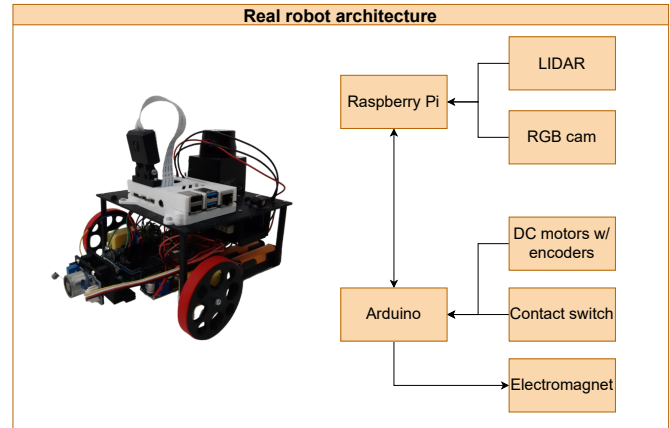 Real robot architecture
LIDAR
Raspberry Pi
RGB cam
DC motors w/
encoders
Arduino
Contact switch
Electromagnet